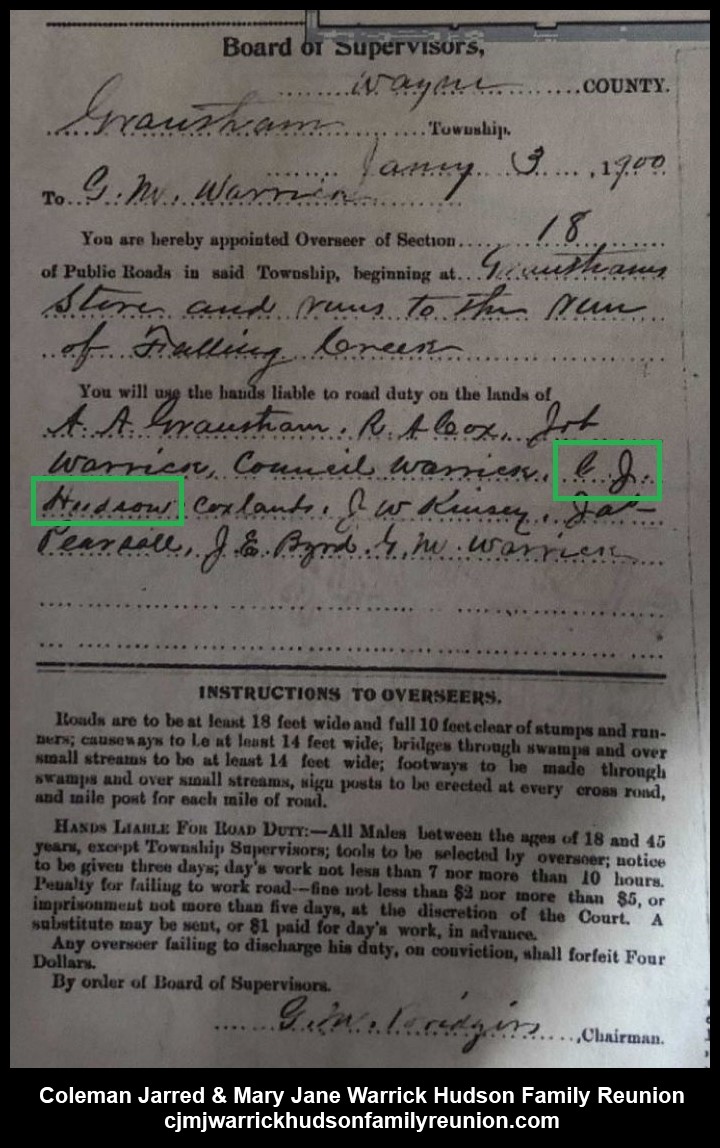 Board of Supervisors,
Wayne COUNTY.
Grantham Township.
Jany 3, 1900
To G. M. Warrick
You are hereby appointed Overseer of Section 18
of Public Roads in said Township, beginning at Granthams
Store and runs to the run
of Falling Creek
You will use the hands liable to road duty on the lands of
A. A Grantham, R. A Cox, Job
Warrick, Council Warrick, C. J.
Hudson, Coxlands, J W Kinsey,
J. E. Byrd, G. M. Warrick
INSTRUCTIONS TO OVERSEERS.
Roads are to be at least 18 feet wide and full 10 feet clear of stumps and run-
ners; causeways to be at least 14 feet wide; bridges through swamps and over
small streams to be at least 14 feet wide; footways to be made through
swamps and over small streams, sign posts to be erected at every cross road,
and mile post for each mile of road.
HANDS LIABLE FOR ROAD DUTY:—All Males between the ages of 18 and 45
years, except Township Supervisors; tools to be selected by overseer; notice
to be given three days; day's work not less than 7 nor more than 10 hours.
Penalty for failing to work road—fine not less than $2 nor more than $5, or
imprisonment not more than five days, at the discretion of the Court. A
substitute may be sent, or $1 paid for day's work, in advance.
Any overseer failing to discharge his duty, on conviction, shall forfeit Four
Dollars.
By order of Board of Supervisors.
G. M. , Chairman.
Coleman Jarred & Mary Jane Warrick Hudson Family Reunion
cjmjwarrickhudsonfamilyreunion.com